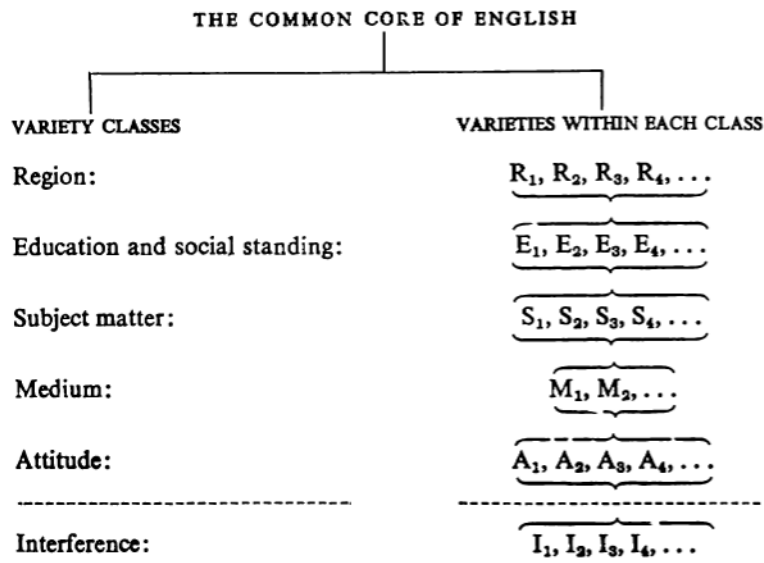 THE COMMON CORE OF ENGLISH
VARIETY CLASSES VARIETIES WITHIN EACH CLASS
Region: R₁, R₂, R₃, R₄, ...
Education and social standing: E₁, E₂, E₃, E₄, ...
Subject matter: S₁, S₂, S₃, S₄, ...
Medium: M₁, M₂, ...
Attitude: A₁, A₂, A₃, A₄, ...
Interference: I₁, I₂, I₃, I₄, ...